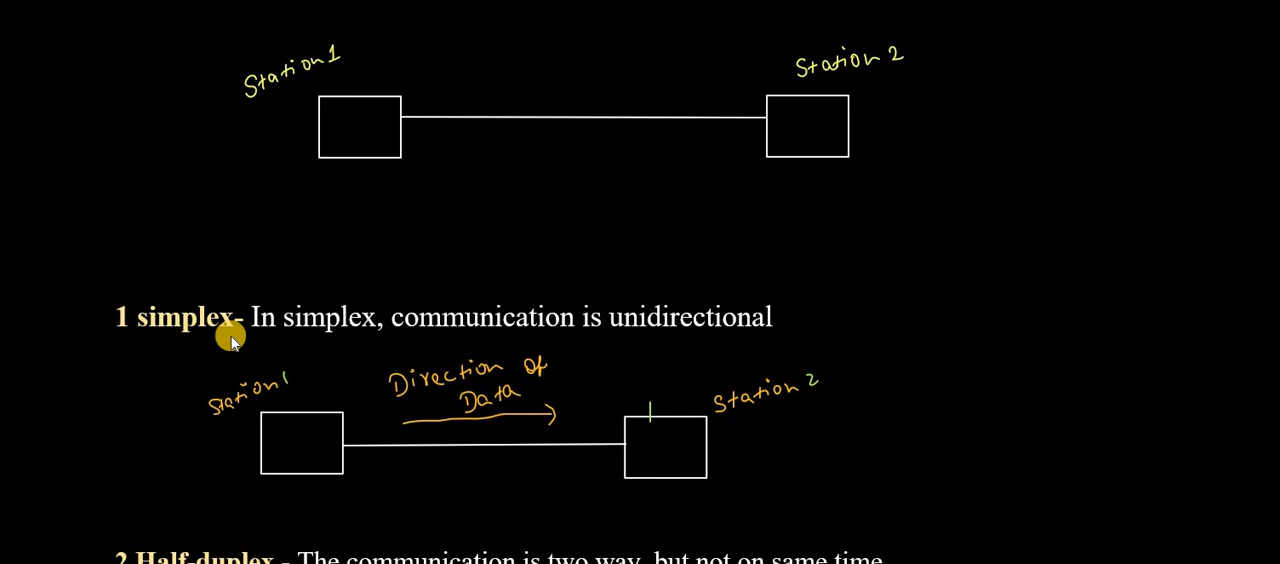 Station 1
Station 2
1 simplex- In simplex, communication is unidirectional
Direction of
Data
Station 1
Station 2
2 Half-duplex - The communication is two way, but not on same time